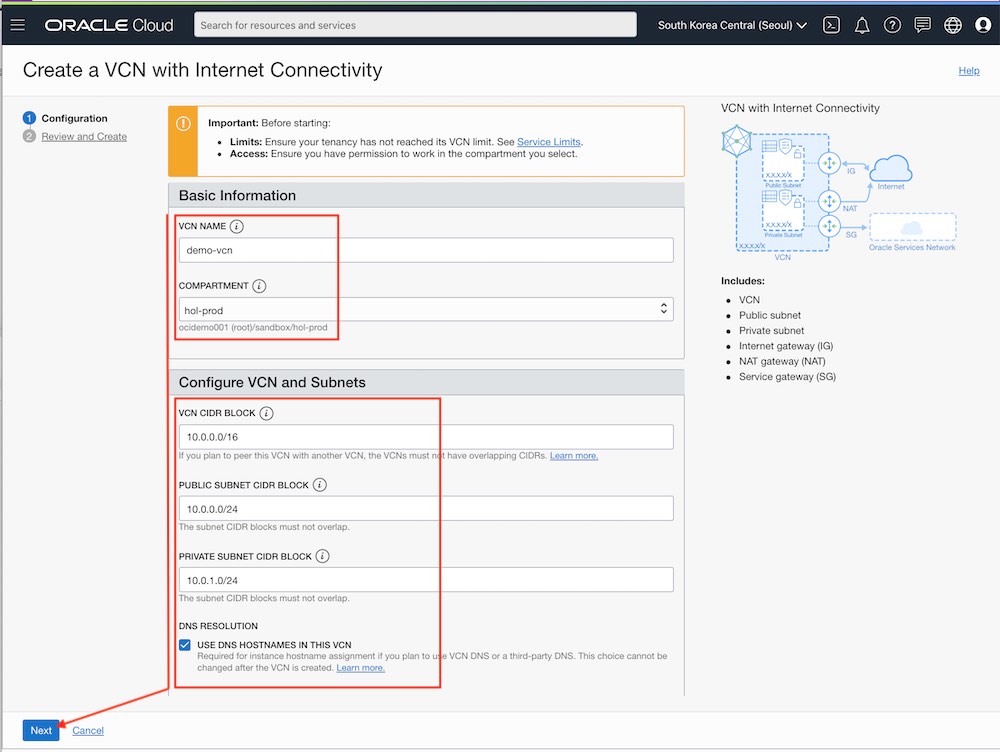 ORACLE Cloud
Search for resources and services
South Korea Central (Seoul)
Create a VCN with Internet Connectivity
Help
1 Configuration
2 Review and Create
Important: Before starting:
• Limits: Ensure your tenancy has not reached its VCN limit. See Service Limits.
• Access: Ensure you have permission to work in the compartment you select.
Basic Information
VCN NAME
demo-vcn
COMPARTMENT
hol-prod
ocidemo001 (root)/sandbox/hol-prod
Configure VCN and Subnets
VCN CIDR BLOCK
10.0.0.0/16
If you plan to peer this VCN with another VCN, the VCNs must not have overlapping CIDRs. Learn more.
PUBLIC SUBNET CIDR BLOCK
10.0.0.0/24
The subnet CIDR blocks must not overlap.
PRIVATE SUBNET CIDR BLOCK
10.0.1.0/24
The subnet CIDR blocks must not overlap.
DNS RESOLUTION
USE DNS HOSTNAMES IN THIS VCN
Required for instance hostname assignment if you plan to use VCN DNS or a third-party DNS. This choice cannot be
changed after the VCN is created. Learn more.
VCN with Internet Connectivity
X.X.X.X/X
Public Subnet
IG
Internet
NAT
X.X.X.X/X
Private Subnet
SG
X.X.X.X/X
Oracle Services Network
VCN
Includes:
• VCN
• Public subnet
• Private subnet
• Internet gateway (IG)
• NAT gateway (NAT)
• Service gateway (SG)
Next
Cancel